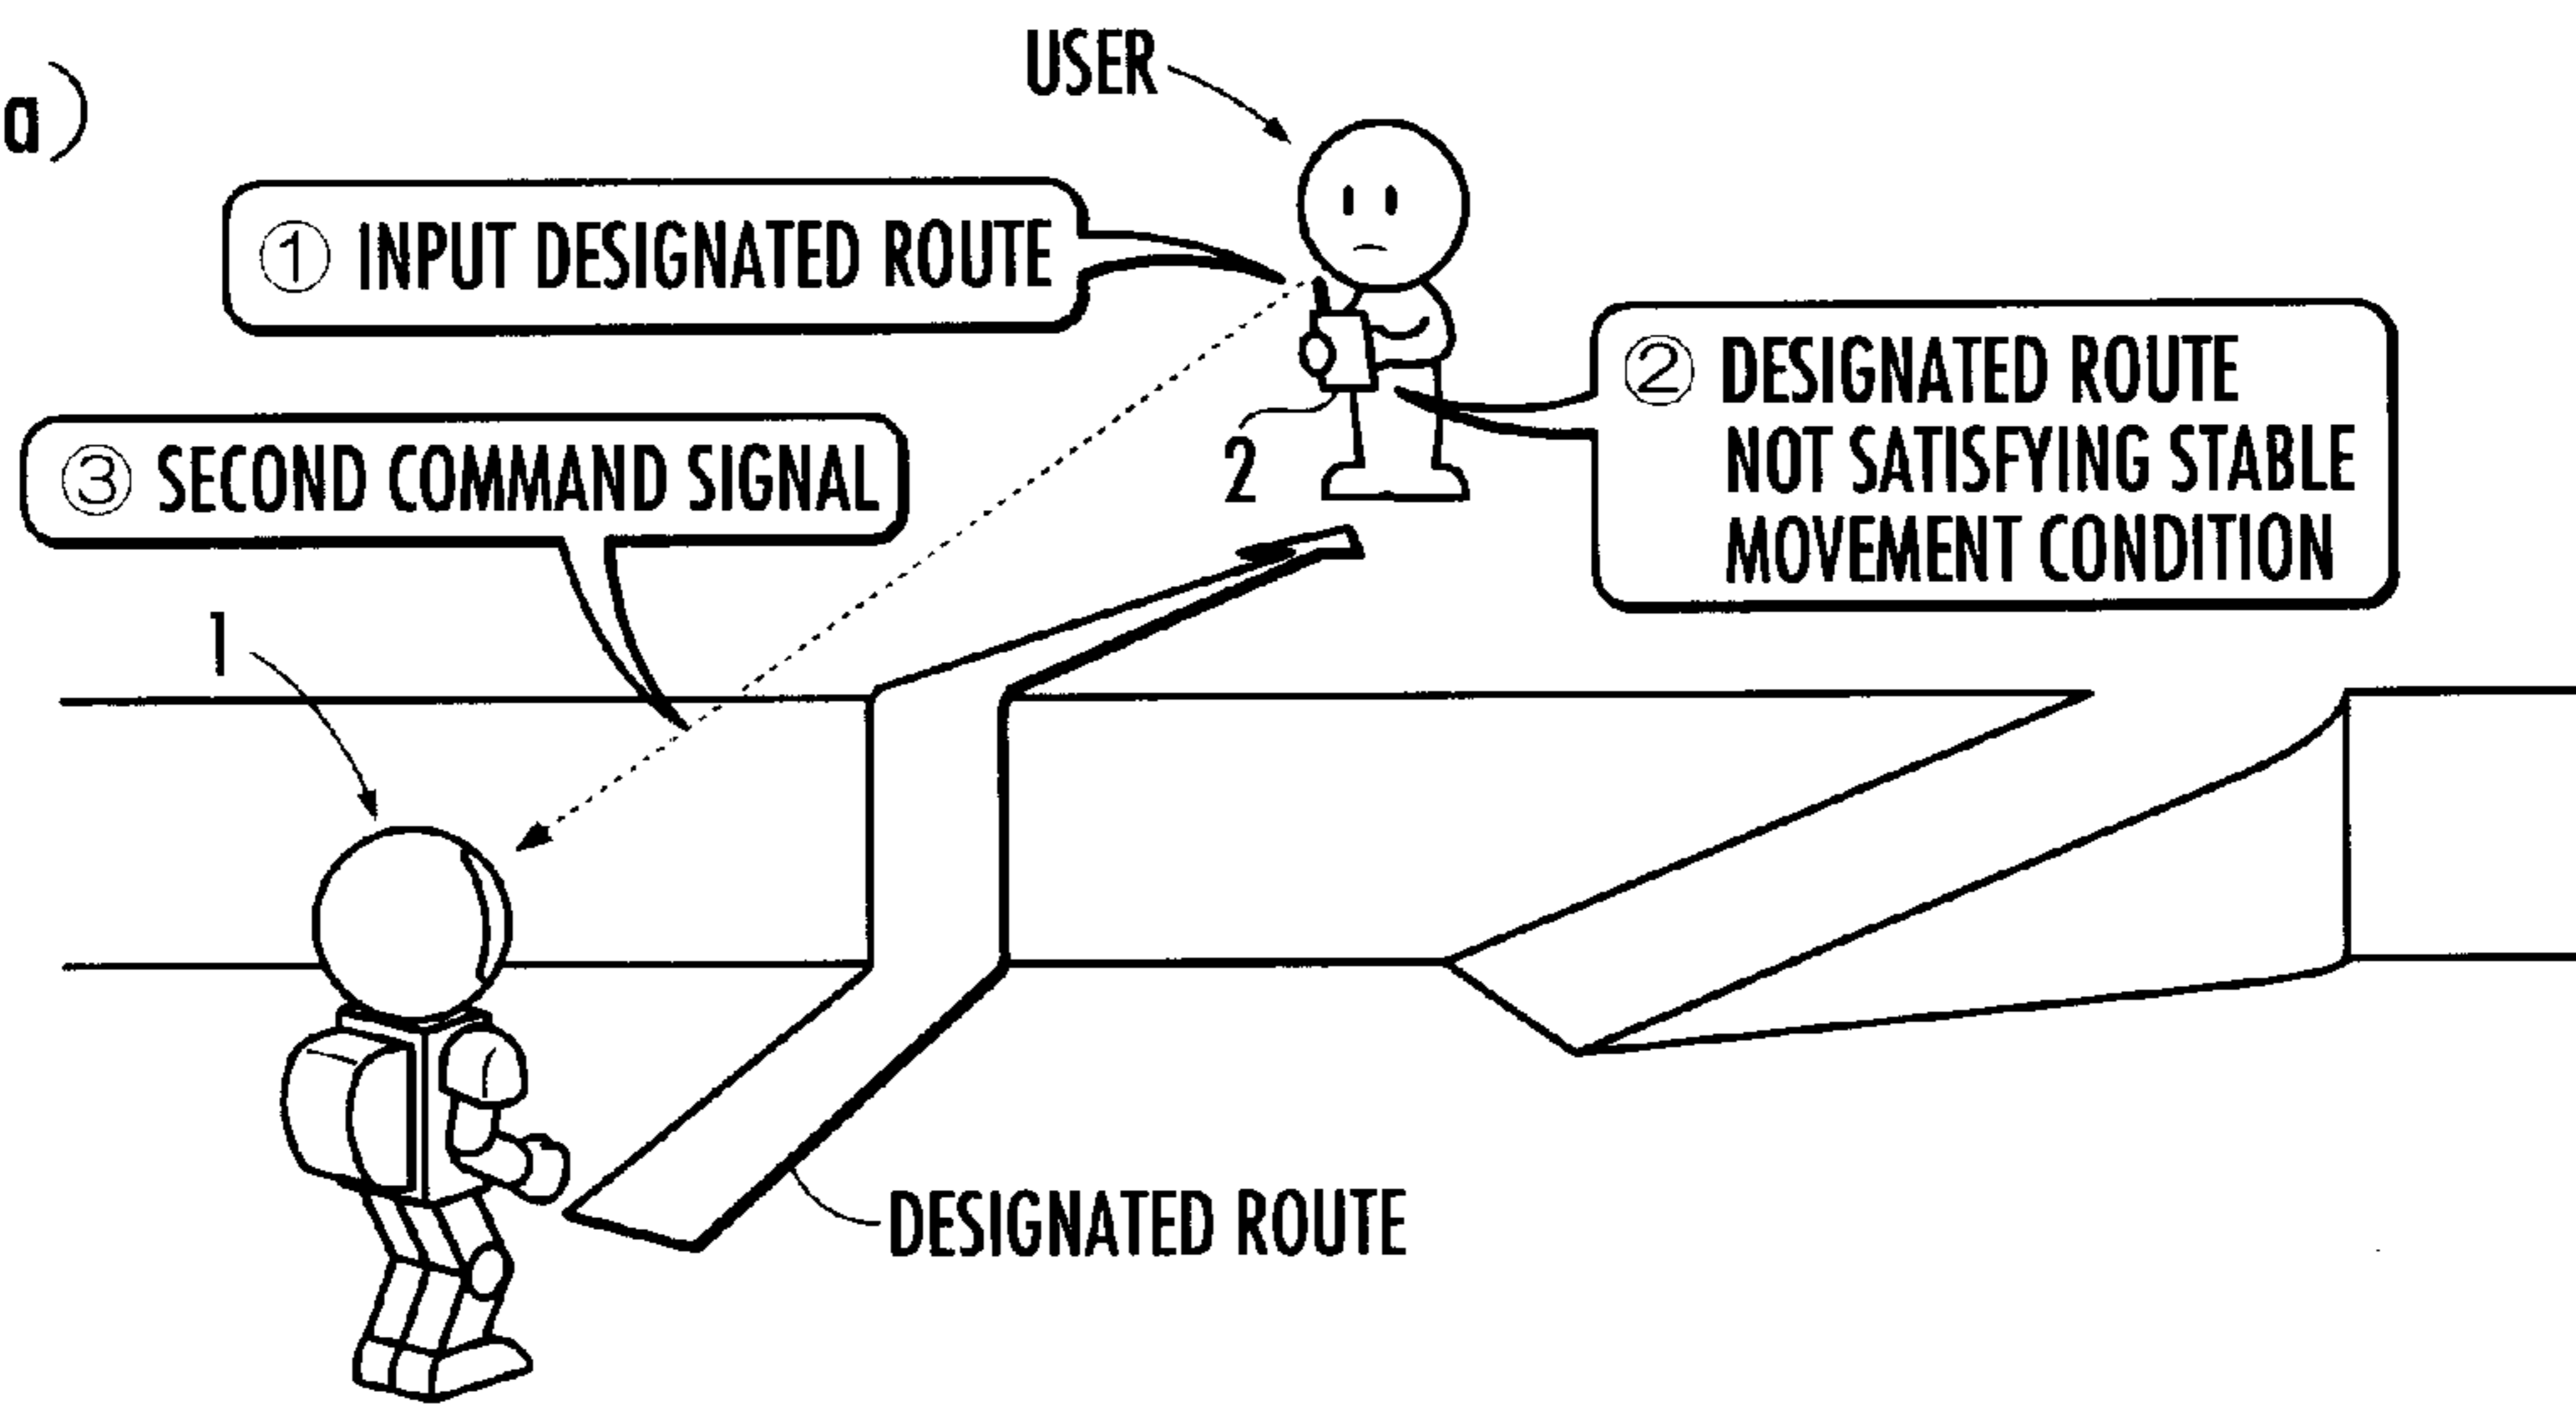 a)
USER
① INPUT DESIGNATED ROUTE
② DESIGNATED ROUTE
NOT SATISFYING STABLE
MOVEMENT CONDITION
③ SECOND COMMAND SIGNAL
2
1
DESIGNATED ROUTE